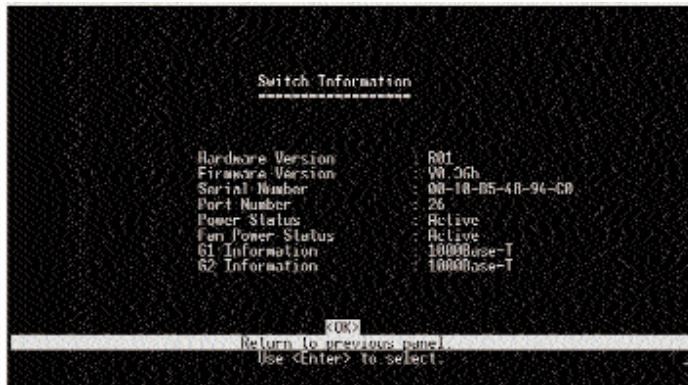 Switch Information
==================
Hardware Version : R01
Firmware Version : V0.36h
Serial Number : 00-10-B5-48-94-C0
Port Number : 26
Power Status : Active
Fan Power Status : Active
G1 Information : 1000Base-T
G2 Information : 1000Base-T
<OK>
Return to previous panel.
Use <Enter> to select.